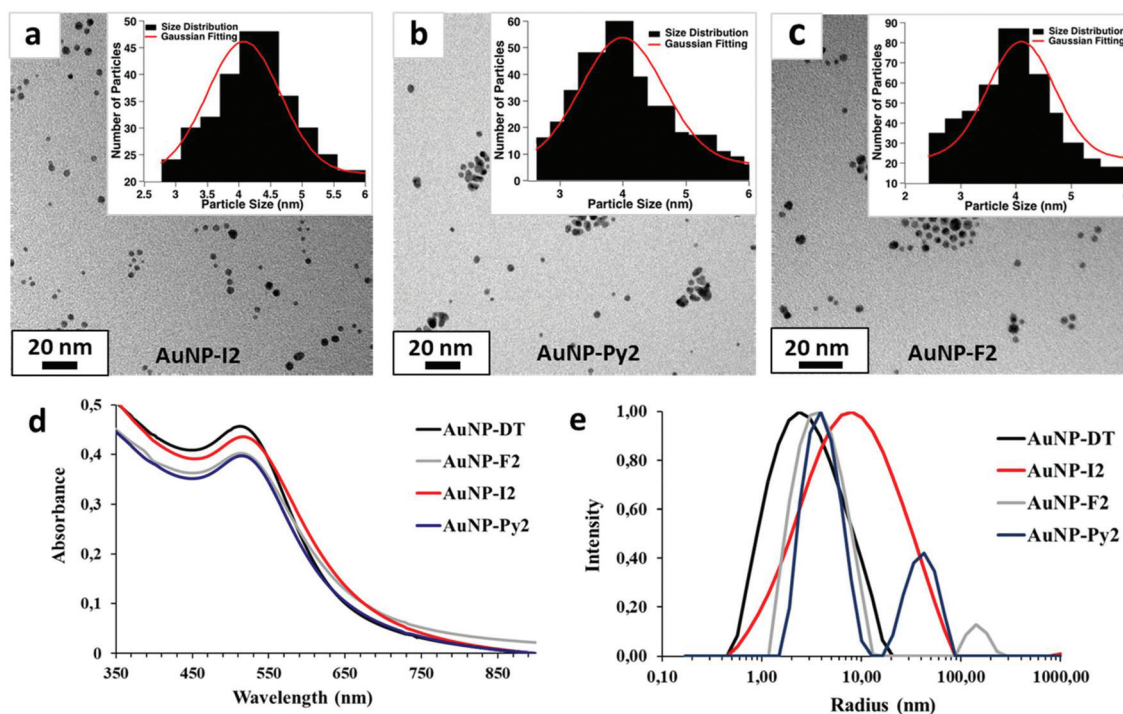 a
50
45
40
35
30
25
20
Number of Particles
Size Distribution
Gaussian Fitting
2.5 3 3.5 4 4.5 5 5.5 6
Particle Size (nm)
20 nm
AuNP-I2
b
60
50
40
30
20
10
0
Number of Particles
Size Distribution
Gaussian Fitting
3 4 5 6
Particle Size (nm)
20 nm
AuNP-Py2
c
90
80
70
60
50
40
30
20
10
Number of Particles
Size Distribution
Gaussian Fitting
2 3 4 5 6
Particle Size (nm)
20 nm
AuNP-F2
d
0,5
0,4
0,3
0,2
0,1
0
Absorbance
AuNP-DT
AuNP-F2
AuNP-I2
AuNP-Py2
350 450 550 650 750 850
Wavelength (nm)
e
1,00
0,80
0,60
0,40
0,20
0,00
Intensity
AuNP-DT
AuNP-I2
AuNP-F2
AuNP-Py2
0,10 1,00 10,00 100,00 1000,00
Radius (nm)